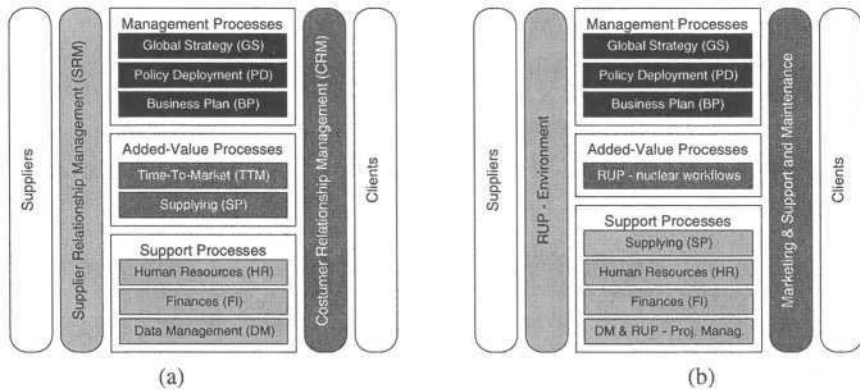 Suppliers
Supplier Relationship Management (SRM)
Management Processes
Global Strategy (GS)
Policy Deployment (PD)
Business Plan (BP)
Added-Value Processes
Time-To-Market (TTM)
Supplying (SP)
Support Processes
Human Resources (HR)
Finances (FI)
Data Management (DM)
Costumer Relationship Management (CRM)
Clients
(a)
Suppliers
RUP - Environment
Management Processes
Global Strategy (GS)
Policy Deployment (PD)
Business Plan (BP)
Added-Value Processes
RUP - nuclear workflows
Support Processes
Supplying (SP)
Human Resources (HR)
Finances (FI)
DM & RUP - Proj. Manag.
Marketing & Support and Maintenance
Clients
(b)